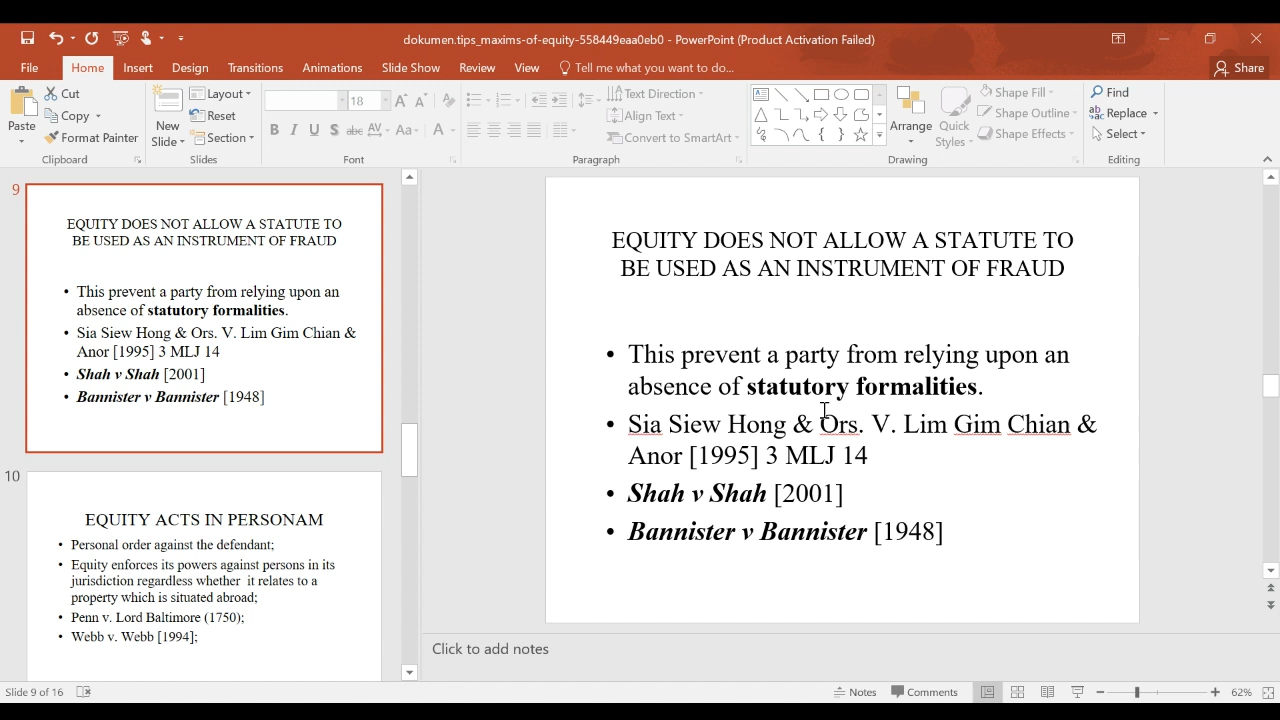 dokumen.tips_maxims-of-equity-558449eaa0eb0 - PowerPoint (Product Activation Failed)
File Home Insert Design Transitions Animations Slide Show Review View Tell me what you want to do... Share
Paste Cut Copy Format Painter Clipboard
New Slide Layout Reset Section Slides
18 Font
B I U S abc AV Aa A
Text Direction Align Text Convert to SmartArt Paragraph
Arrange Quick Styles Shape Fill Shape Outline Shape Effects Drawing
Find Replace Select Editing
9
EQUITY DOES NOT ALLOW A STATUTE TO
BE USED AS AN INSTRUMENT OF FRAUD
• This prevent a party from relying upon an
absence of statutory formalities.
• Sia Siew Hong & Ors. V. Lim Gim Chian &
Anor [1995] 3 MLJ 14
• Shah v Shah [2001]
• Bannister v Bannister [1948]
10
EQUITY ACTS IN PERSONAM
• Personal order against the defendant;
• Equity enforces its powers against persons in its
jurisdiction regardless whether it relates to a
property which is situated abroad;
• Penn v. Lord Baltimore (1750);
• Webb v. Webb [1994];
EQUITY DOES NOT ALLOW A STATUTE TO
BE USED AS AN INSTRUMENT OF FRAUD
• This prevent a party from relying upon an
absence of statutory formalities.
• Sia Siew Hong & Ors. V. Lim Gim Chian &
Anor [1995] 3 MLJ 14
• Shah v Shah [2001]
• Bannister v Bannister [1948]
Click to add notes
Slide 9 of 16 Notes Comments 62%